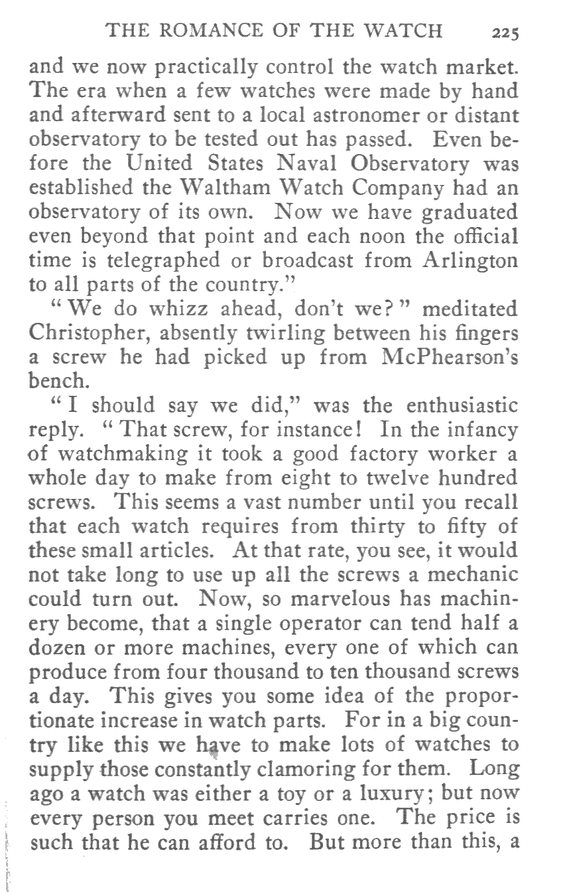 THE ROMANCE OF THE WATCH 225
and we now practically control the watch market.
The era when a few watches were made by hand
and afterward sent to a local astronomer or distant
observatory to be tested out has passed. Even be-
fore the United States Naval Observatory was
established the Waltham Watch Company had an
observatory of its own. Now we have graduated
even beyond that point and each noon the official
time is telegraphed or broadcast from Arlington
to all parts of the country.”
“ We do whizz ahead, don’t we? ” meditated
Christopher, absently twirling between his fingers
a screw he had picked up from McPhearson’s
bench.
“ I should say we did,” was the enthusiastic
reply. “ That screw, for instance! In the infancy
of watchmaking it took a good factory worker a
whole day to make from eight to twelve hundred
screws. This seems a vast number until you recall
that each watch requires from thirty to fifty of
these small articles. At that rate, you see, it would
not take long to use up all the screws a mechanic
could turn out. Now, so marvelous has machin-
ery become, that a single operator can tend half a
dozen or more machines, every one of which can
produce from four thousand to ten thousand screws
a day. This gives you some idea of the propor-
tionate increase in watch parts. For in a big coun-
try like this we have to make lots of watches to
supply those constantly clamoring for them. Long
ago a watch was either a toy or a luxury; but now
every person you meet carries one. The price is
such that he can afford to. But more than this, a